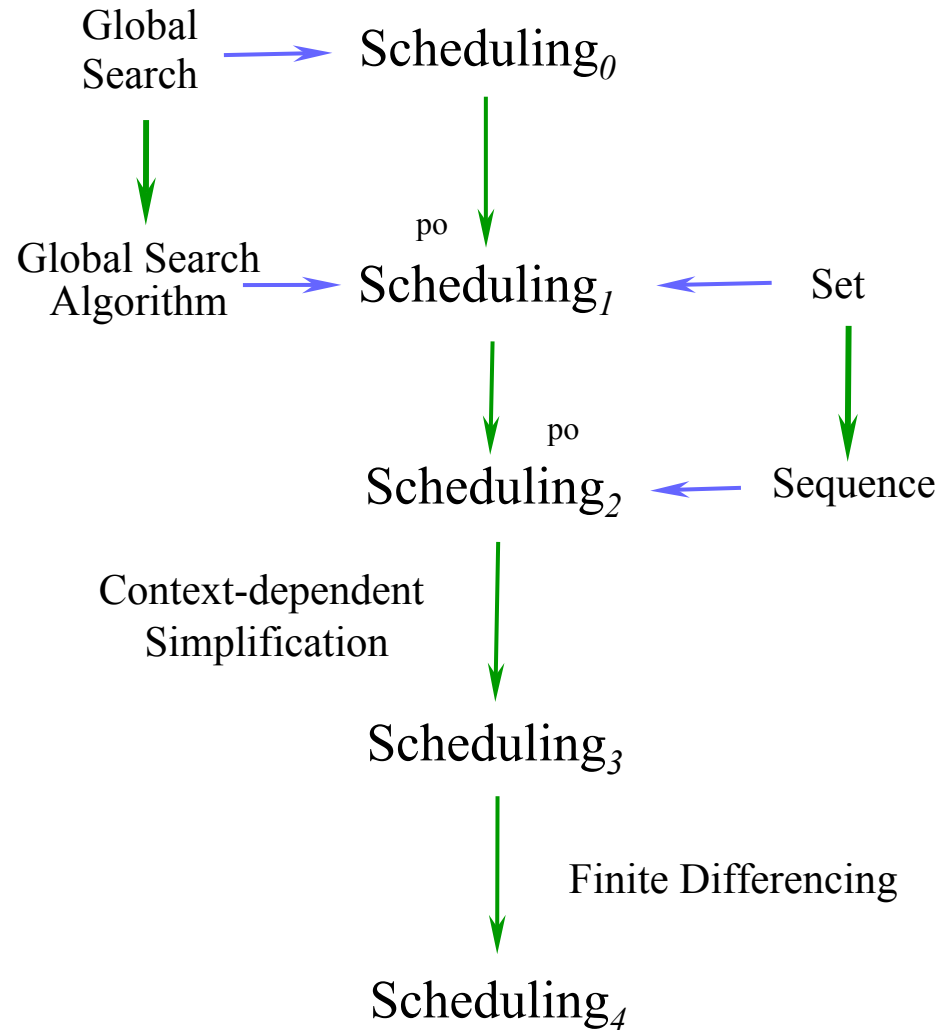 Global
Search
Scheduling0
po
Global Search
Algorithm
Scheduling1
Set
po
Scheduling2
Sequence
Context-dependent
Simplification
Scheduling3
Finite Differencing
Scheduling4